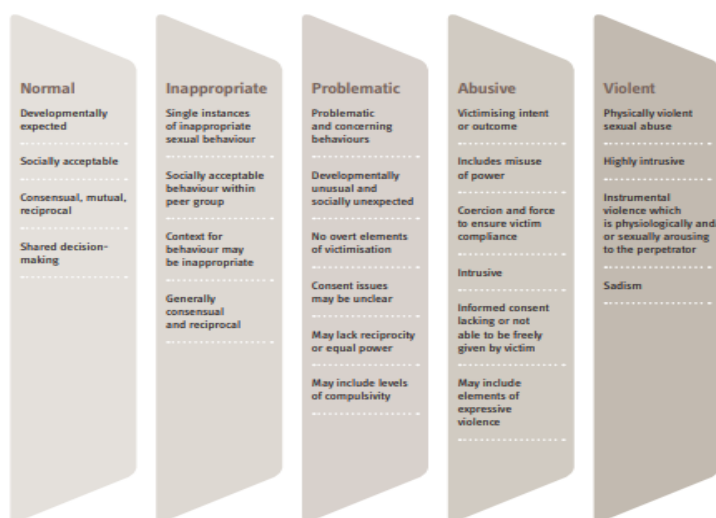 Normal
Developmentally
expected
Socially acceptable
Consensual, mutual,
reciprocal
Shared decision-
making
Inappropriate
Single instances
of inappropriate
sexual behaviour
Socially acceptable
behaviour within
peer group
Context for
behaviour may
be inappropriate
Generally
consensual
and reciprocal
Problematic
Problematic
and concerning
behaviours
Developmentally
unusual and
socially unexpected
No overt elements
of victimisation
Consent issues
may be unclear
May lack reciprocity
or equal power
May include levels
of compulsivity
Abusive
Victimising intent
or outcome
Includes misuse
of power
Coercion and force
to ensure victim
compliance
Intrusive
Informed consent
lacking or not
able to be freely
given by victim
May include
elements of
expressive
violence
Violent
Physically violent
sexual abuse
Highly intrusive
Instrumental
violence which
is physiologically and/
or sexually arousing
to the perpetrator
Sadism